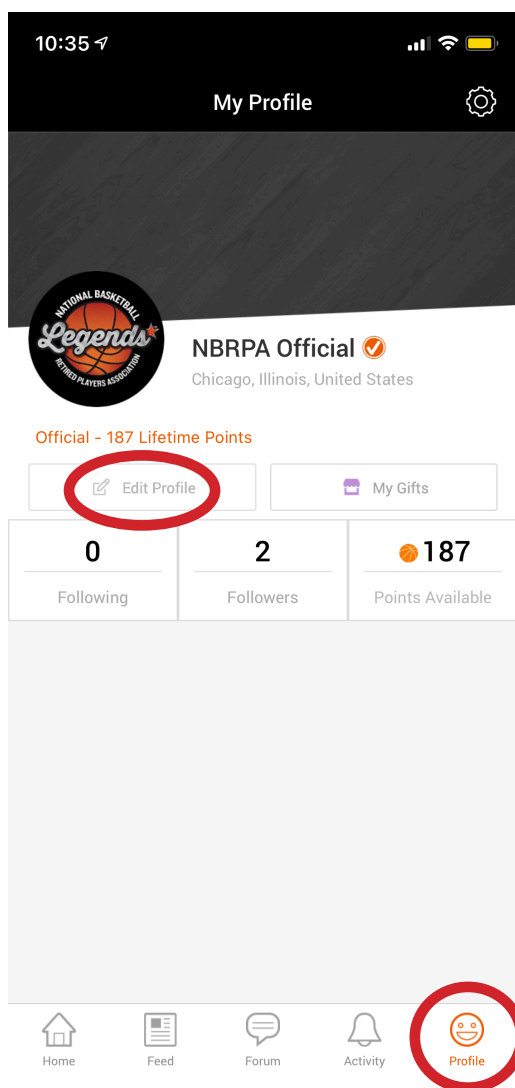 10:35
My Profile
NATIONAL BASKETBALL
Legends
RETIRED PLAYERS ASSOCIATION
NBRPA Official
Chicago, Illinois, United States
Official - 187 Lifetime Points
Edit Profile
My Gifts
0 2 187
Following Followers Points Available
Home Feed Forum Activity Profile